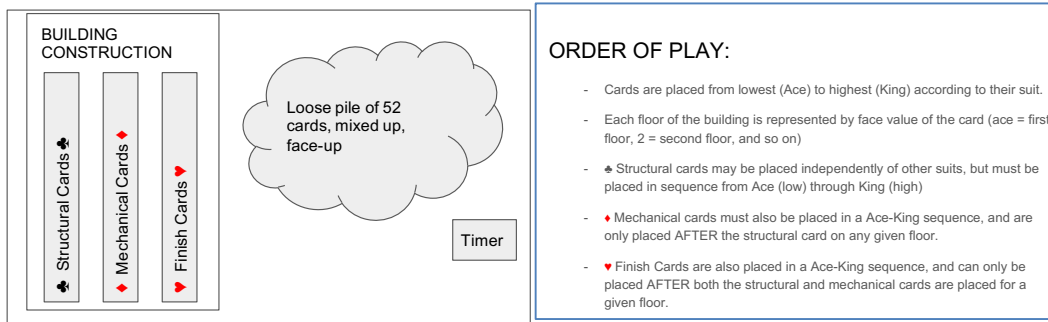 BUILDING
CONSTRUCTION
♣ Structural Cards ♣
♦ Mechanical Cards ♦
♥ Finish Cards ♥
Loose pile of 52
cards, mixed up,
face-up
Timer
ORDER OF PLAY:
- Cards are placed from lowest (Ace) to highest (King) according to their suit.
- Each floor of the building is represented by face value of the card (ace = first
floor, 2 = second floor, and so on)
- ♣ Structural cards may be placed independently of other suits, but must be
placed in sequence from Ace (low) through King (high)
- ♦ Mechanical cards must also be placed in a Ace-King sequence, and are
only placed AFTER the structural card on any given floor.
- ♥ Finish Cards are also placed in a Ace-King sequence, and can only be
placed AFTER both the structural and mechanical cards are placed for a
given floor.